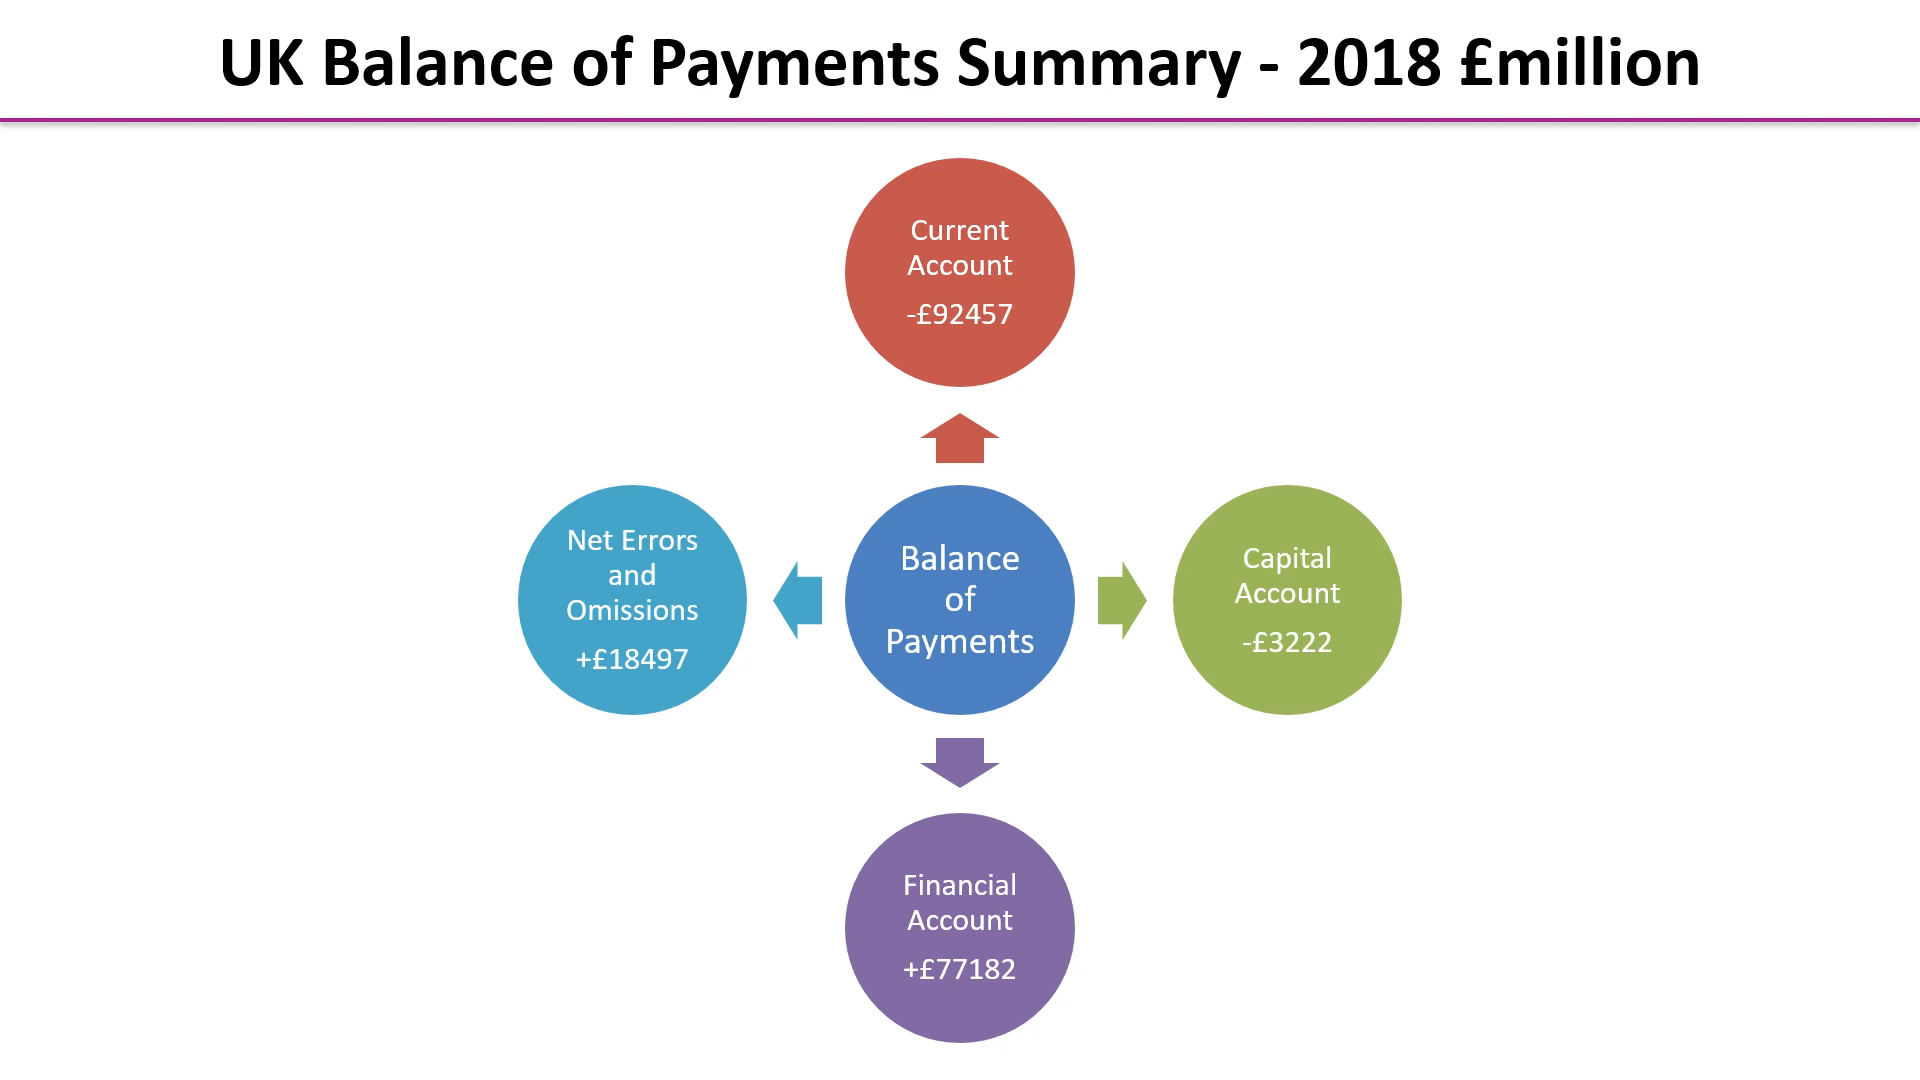 UK Balance of Payments Summary - 2018 £million
Current
Account
-£92457
Net Errors
and
Omissions
+£18497
Balance
of
Payments
Capital
Account
-£3222
Financial
Account
+£77182